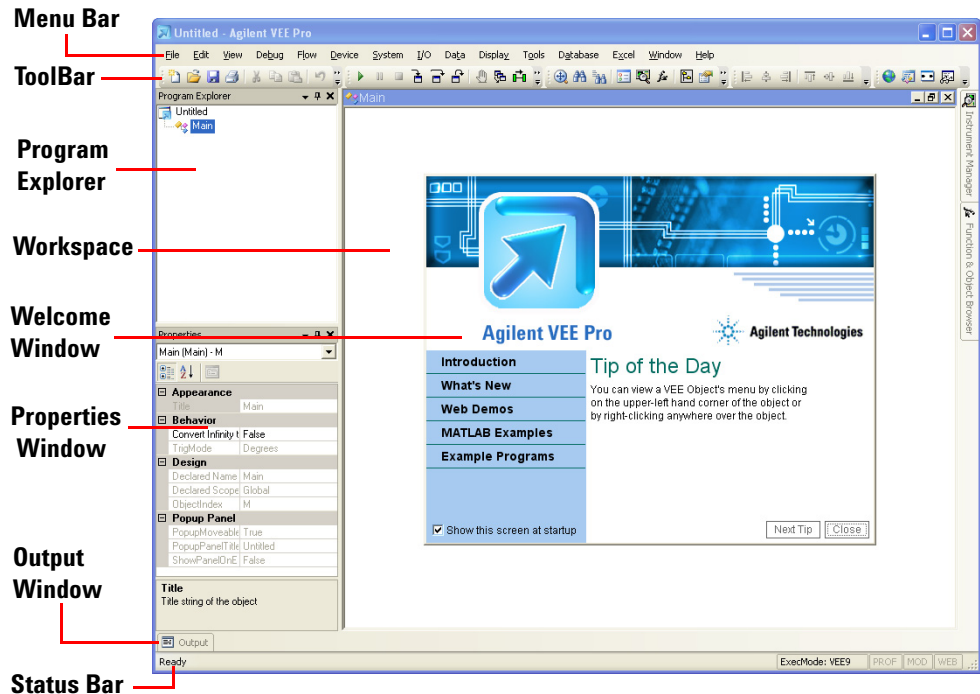 Menu Bar
ToolBar
Program
Explorer
Workspace
Welcome
Window
Properties
Window
Output
Window
Status Bar
Untitled - Agilent VEE Pro
File Edit View Debug Flow Device System I/O Data Display Tools Database Excel Window Help
Program Explorer
Untitled
Main
Main
Instrument Manager
Function & Object Browser
Agilent VEE Pro
Agilent Technologies
Introduction
What's New
Web Demos
MATLAB Examples
Example Programs
Show this screen at startup
Tip of the Day
You can view a VEE Object's menu by clicking
on the upper-left hand corner of the object or
by right-clicking anywhere over the object.
Next Tip Close
Properties
Main (Main) - M
Appearance
Title Main
Behavior
Convert Infinity t False
TrigMode Degrees
Design
Declared Name Main
Declared Scope Global
ObjectIndex M
Popup Panel
PopupMoveable True
PopupPanelTitle Untitled
ShowPanelOnE False
Title
Title string of the object
Output
Ready
ExecMode: VEE9 PROF MOD WEB